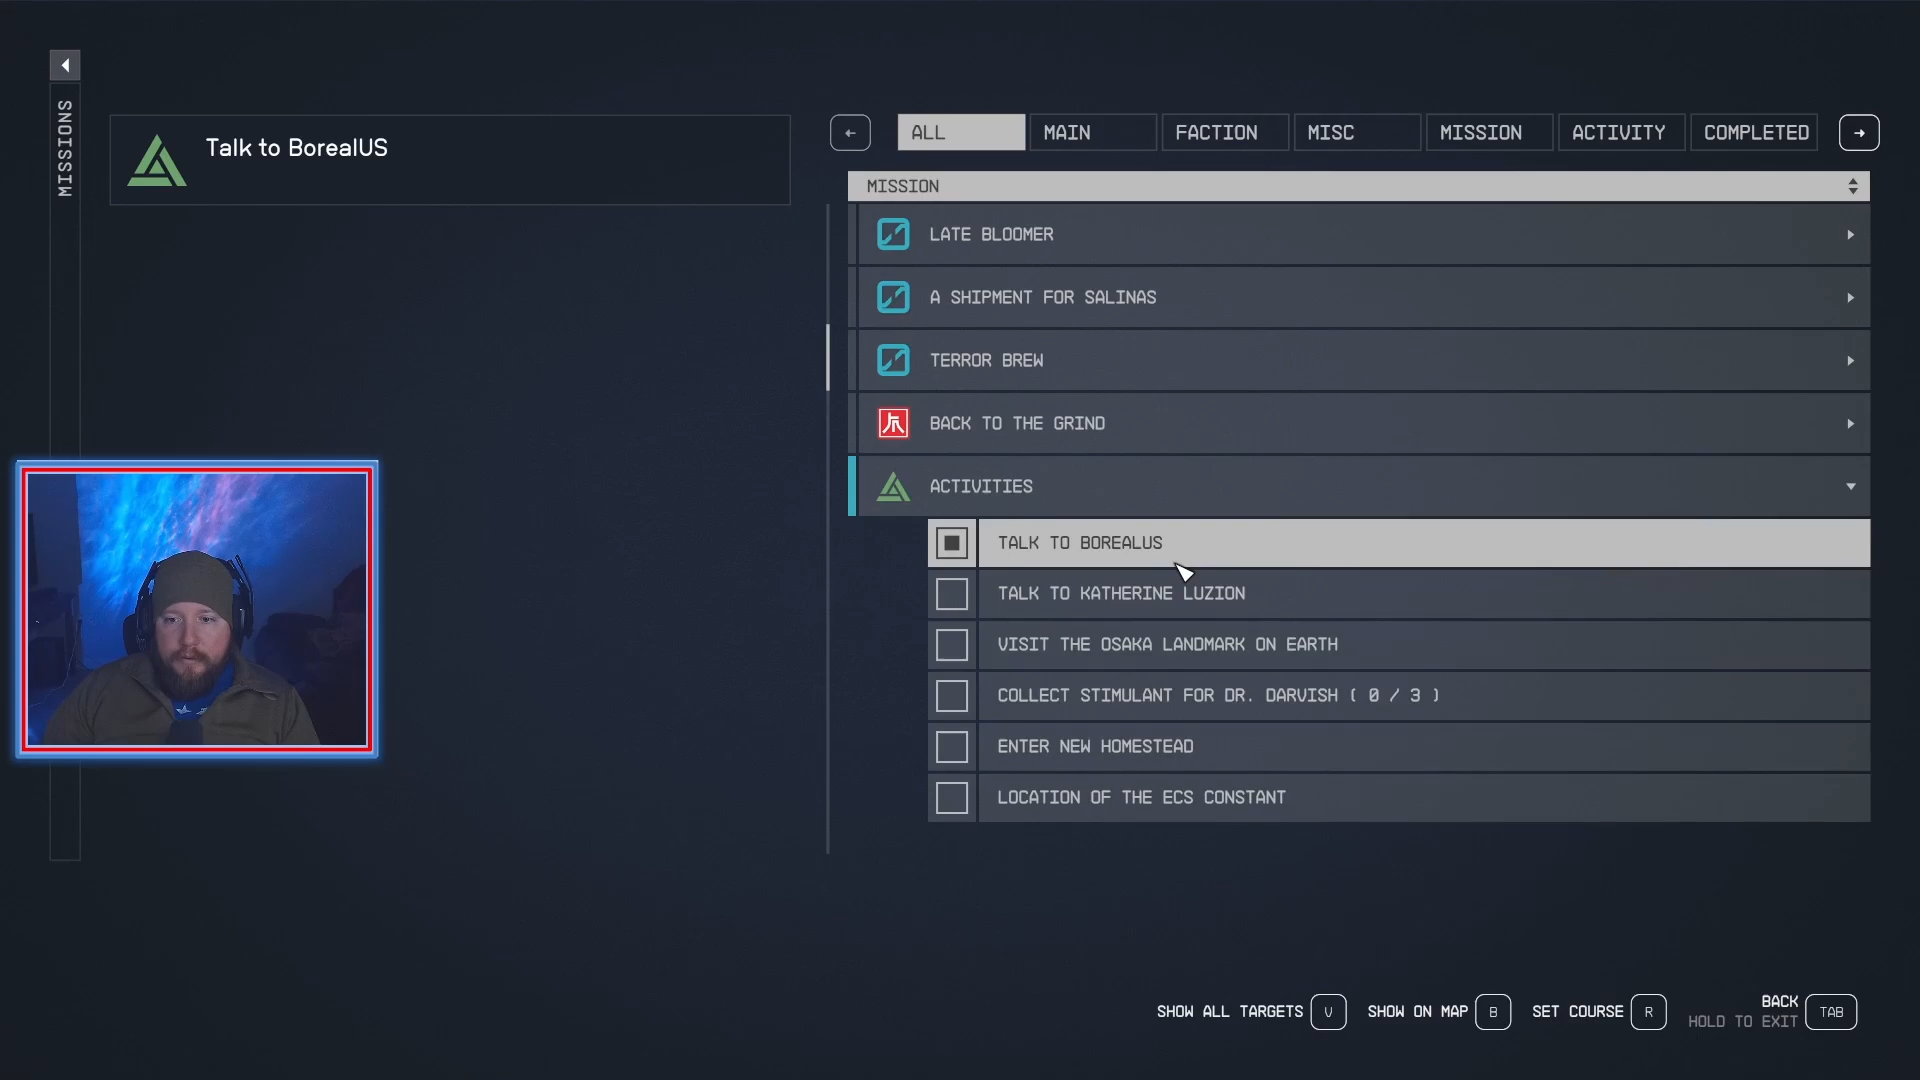 MISSIONS
Talk to BorealUS
ALL
MAIN
FACTION
MISC
MISSION
ACTIVITY
COMPLETED
MISSION
LATE BLOOMER
A SHIPMENT FOR SALINAS
TERROR BREW
BACK TO THE GRIND
ACTIVITIES
TALK TO BOREALUS
TALK TO KATHERINE LUZION
VISIT THE OSAKA LANDMARK ON EARTH
COLLECT STIMULANT FOR DR. DARVISH ( 0 / 3 )
ENTER NEW HOMESTEAD
LOCATION OF THE ECS CONSTANT
SHOW ALL TARGETS V
SHOW ON MAP B
SET COURSE R
BACK
HOLD TO EXIT
TAB